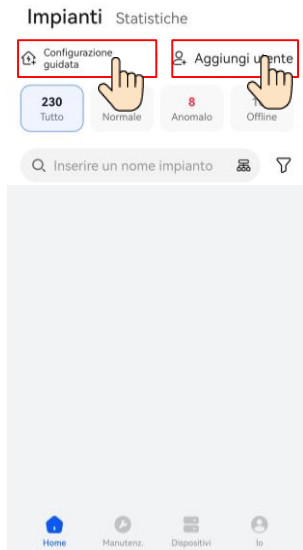 Impianti Statistiche
Configurazione guidata
Aggiungi utente
230 8
Tutto Normale Anomalo Offline
Inserire un nome impianto
Home Manutenz. Dispositivi Io